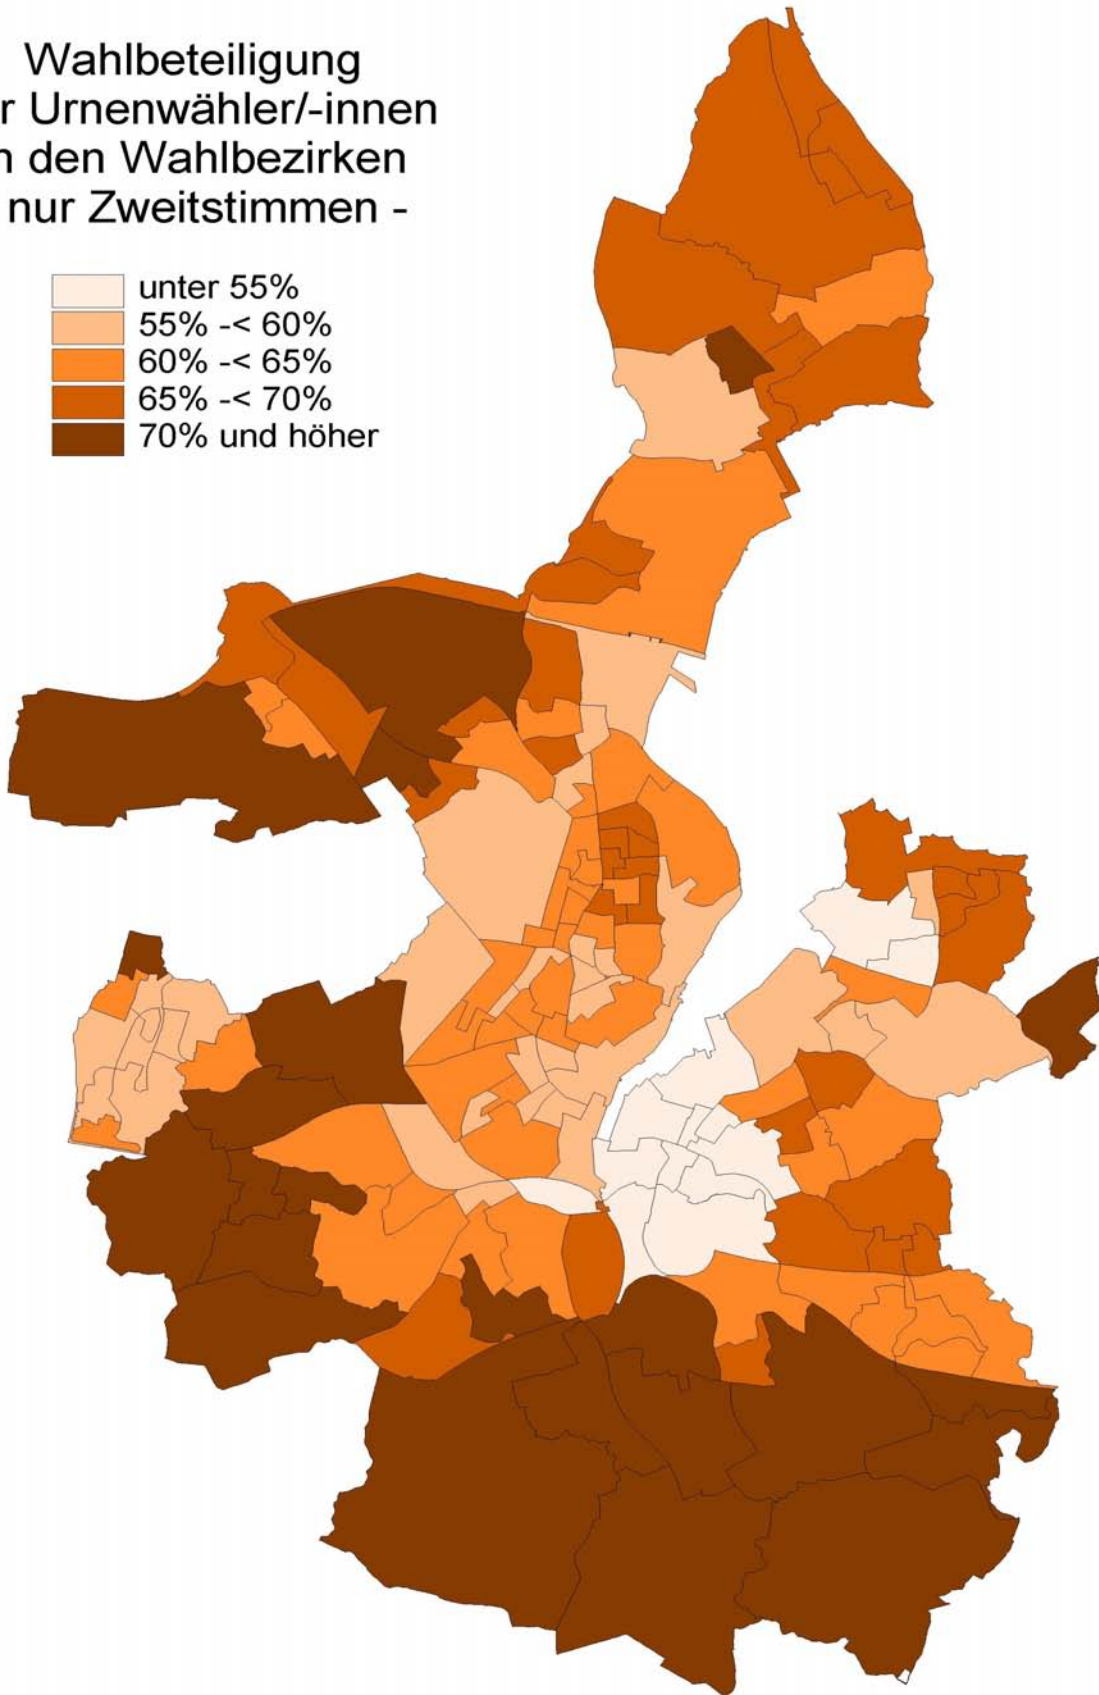 Wahlbeteiligung
r Urnenwähler/-innen
n den Wahlbezirken
nur Zweitstimmen -
unter 55%
55% -< 60%
60% -< 65%
65% -< 70%
70% und höher